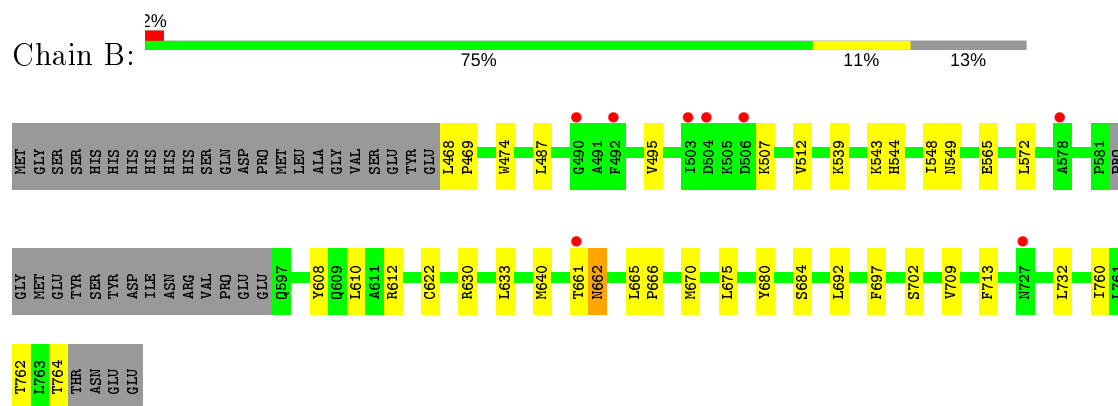 2%
Chain B:
75% 11% 13%
MET GLY SER SER HIS HIS HIS HIS HIS HIS SER GLN ASP PRO MET LEU ALA GLY VAL SER GLU TYR GLU L468 P469 W474 L487 G490 A491 F492 V495 I503 D504 K505 D506 K507 V512 K539 K543 H544 I548 N549 E565 L572 A578 P581 PRO
GLY MET GLU TYR SER TYR ASP ILE ASN ARG VAL PRO GLU GLU Q597 Y608 Q609 L610 A611 R612 C622 R630 L633 M640 T661 N662 L665 P666 M670 L675 Y680 S684 L692 F697 S702 V709 F713 N727 L732 I760 L761
T762 L763 T764 THR ASN GLU GLU